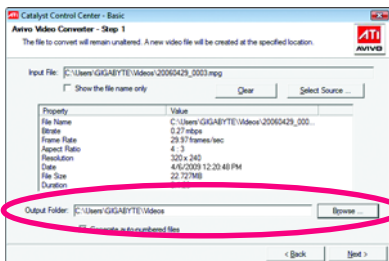 ATI Catalyst Control Center - Basic
Avivo Video Converter - Step 1
The file to convert will remain unaltered. A new video file will be created at the specified location.
ATI
AVIVO
Input File: C:\Users\GIGABYTE\Videos\20060429_0003.mpg
Show the file name only
Clear
Select Source ...
Property Value
File Name C:\Users\GIGABYTE\Videos\20060429_000...
Bitrate 0.27 mbps
Frame Rate 29.97 frames/sec
Aspect Ratio 4 : 3
Resolution 320 x 240
Date 4/6/2009 12:20:48 PM
File Size 22.727MB
Duration
Output Folder: C:\Users\GIGABYTE\Videos
Browse ...
Generate auto-numbered files
< Back
Next >